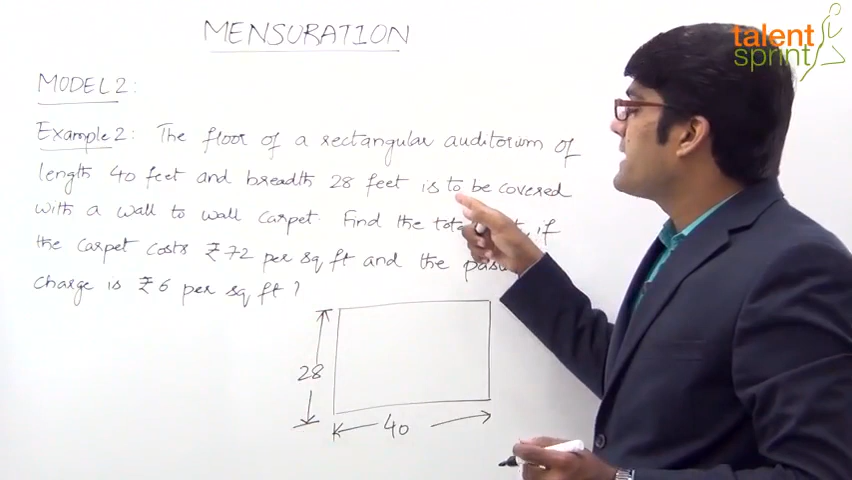 MENSURATION
talent
sprint
MODEL 2:
Example 2: The floor of a rectangular auditorium of
length 40 feet and breadth 28 feet is to be covered
with a wall to wall carpet. Find the total if
the carpet costs ₹ 72 per sq ft and the
charge is ₹ 6 per sq ft?
28
40